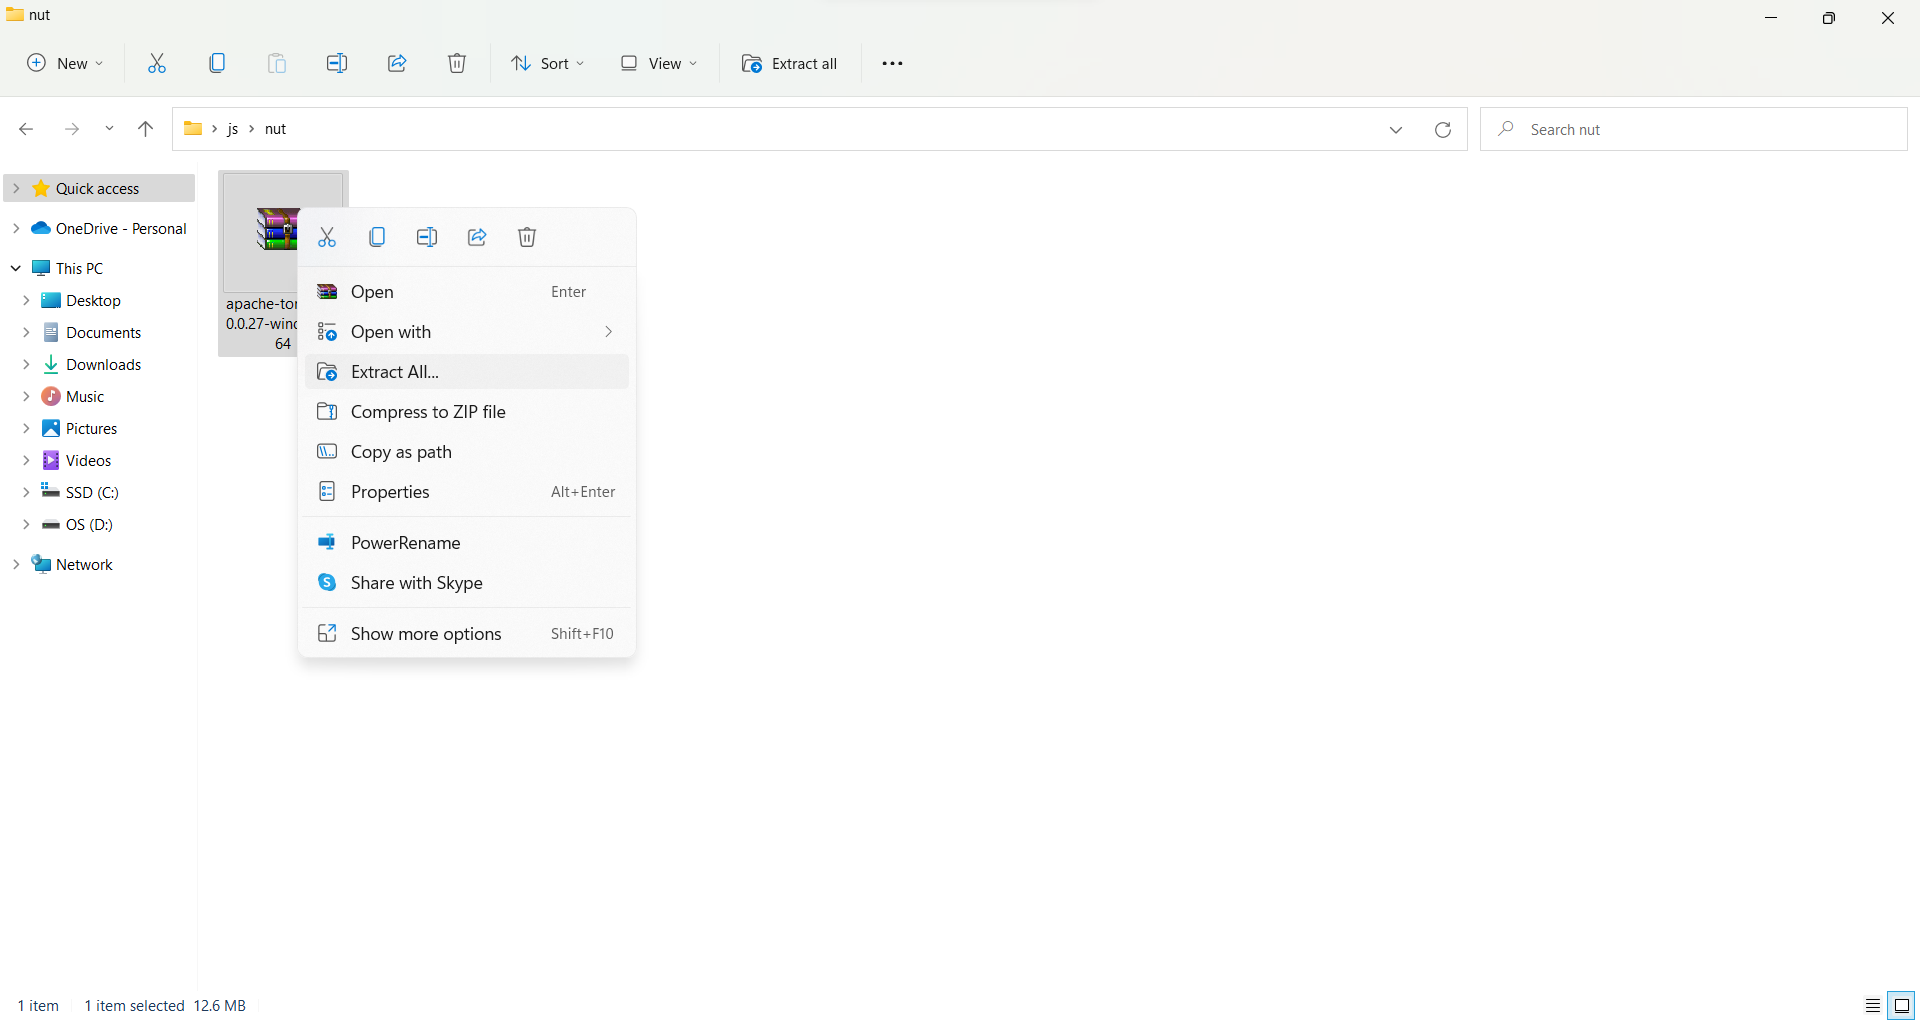 nut
New
Sort
View
Extract all
js
nut
Search nut
Quick access
OneDrive - Personal
This PC
Desktop
Documents
Downloads
Music
Pictures
Videos
SSD (C:)
OS (D:)
Network
0.0.27-
64
Open Enter
Open with
Extract All...
Compress to ZIP file
Copy as path
Properties Alt+Enter
PowerRename
Share with Skype
Show more options Shift+F10
1 item 1 item selected 12.6 MB